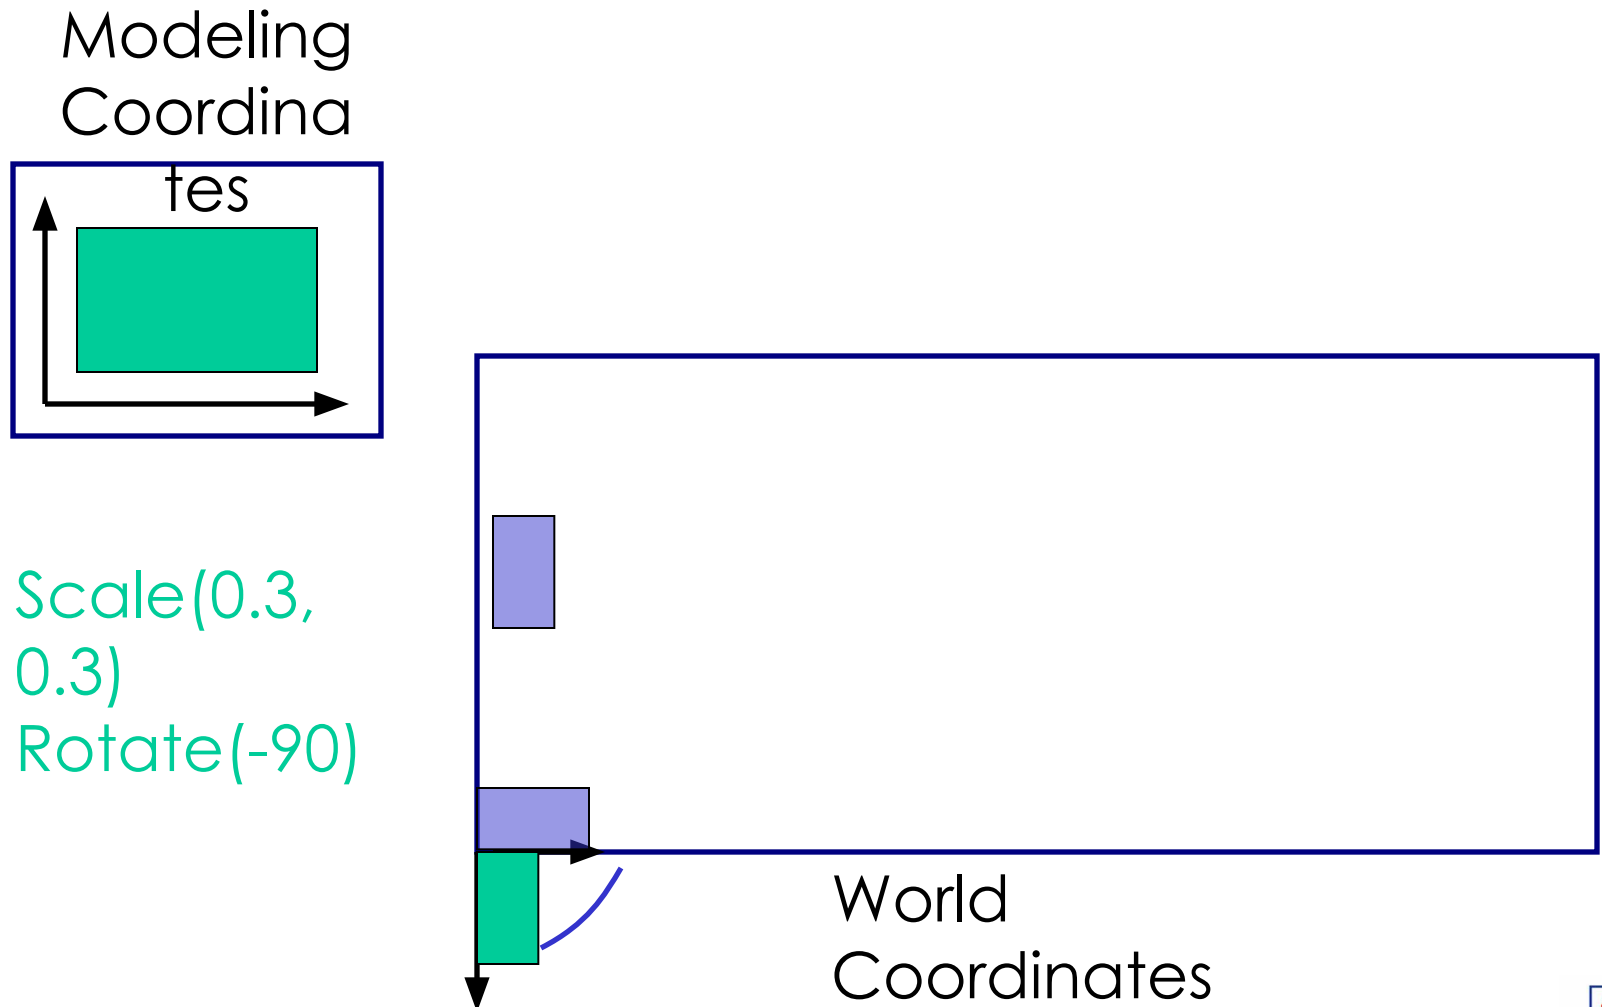 Modeling
Coordina
tes
Scale(0.3,
0.3)
Rotate(-90)
World
Coordinates